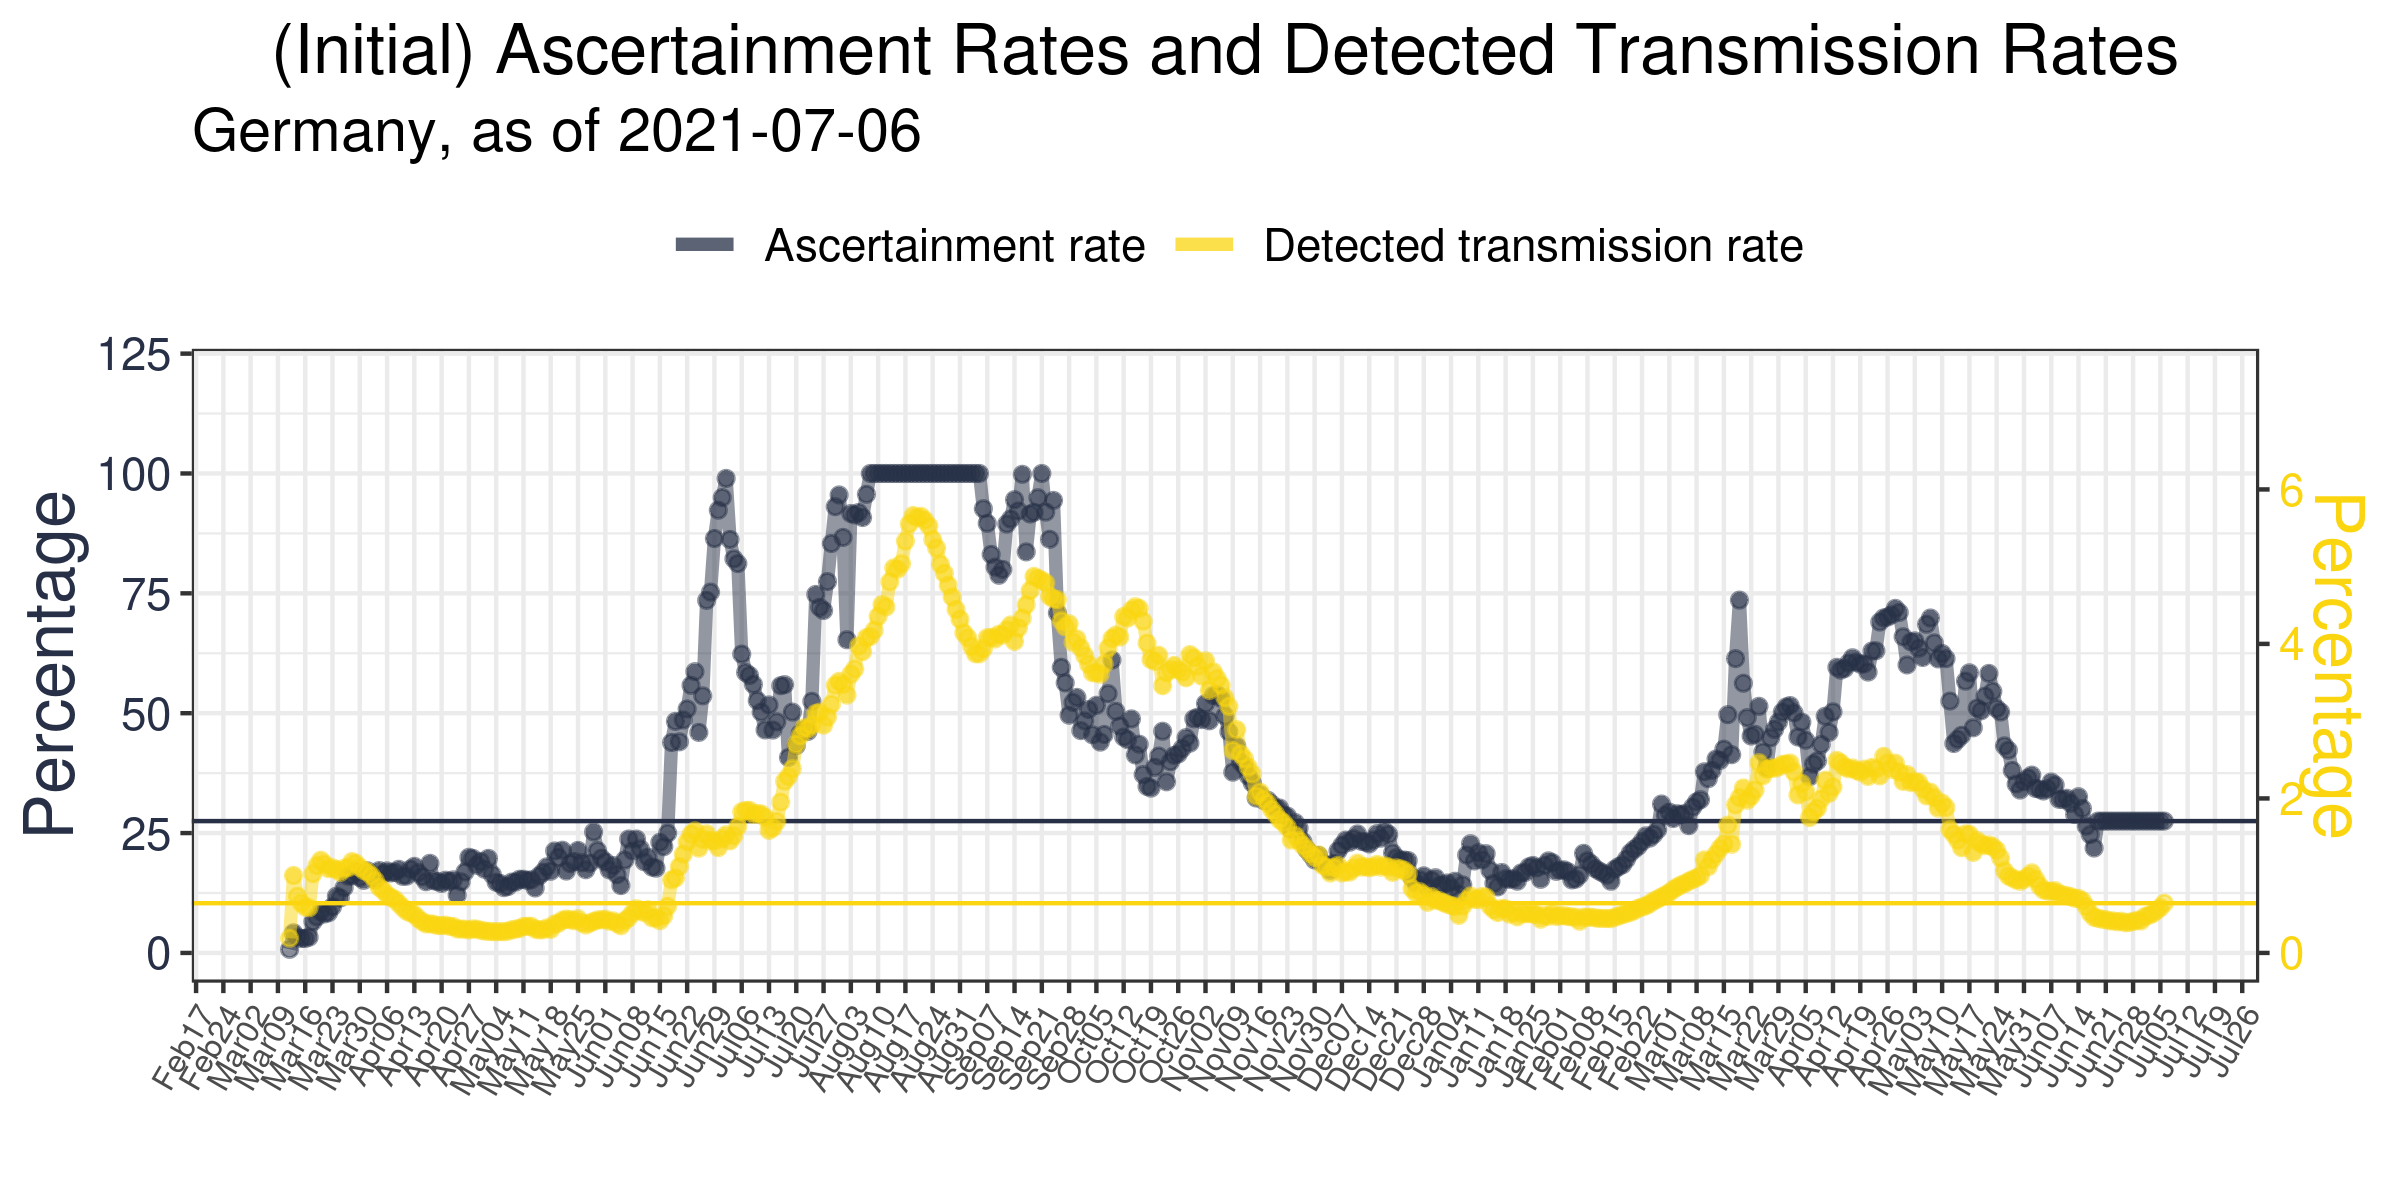 (Initial) Ascertainment Rates and Detected Transmission Rates
Germany, as of 2021-07-06
Ascertainment rate
Detected transmission rate
Percentage
125
100
75
50
25
0
6
4
2
0
Percentage
Feb17
Feb24
Mar02
Mar09
Mar16
Mar23
Mar30
Apr06
Apr13
Apr20
Apr27
May04
May11
May18
May25
Jun01
Jun08
Jun15
Jun22
Jun29
Jul06
Jul13
Jul20
Jul27
Aug03
Aug10
Aug17
Aug24
Aug31
Sep07
Sep14
Sep21
Sep28
Oct05
Oct12
Oct19
Oct26
Nov02
Nov09
Nov16
Nov23
Nov30
Dec07
Dec14
Dec21
Dec28
Jan04
Jan11
Jan18
Jan25
Feb01
Feb08
Feb15
Feb22
Mar01
Mar08
Mar15
Mar22
Mar29
Apr05
Apr12
Apr19
Apr26
May03
May10
May17
May24
May31
Jun07
Jun14
Jun21
Jun28
Jul05
Jul12
Jul19
Jul26